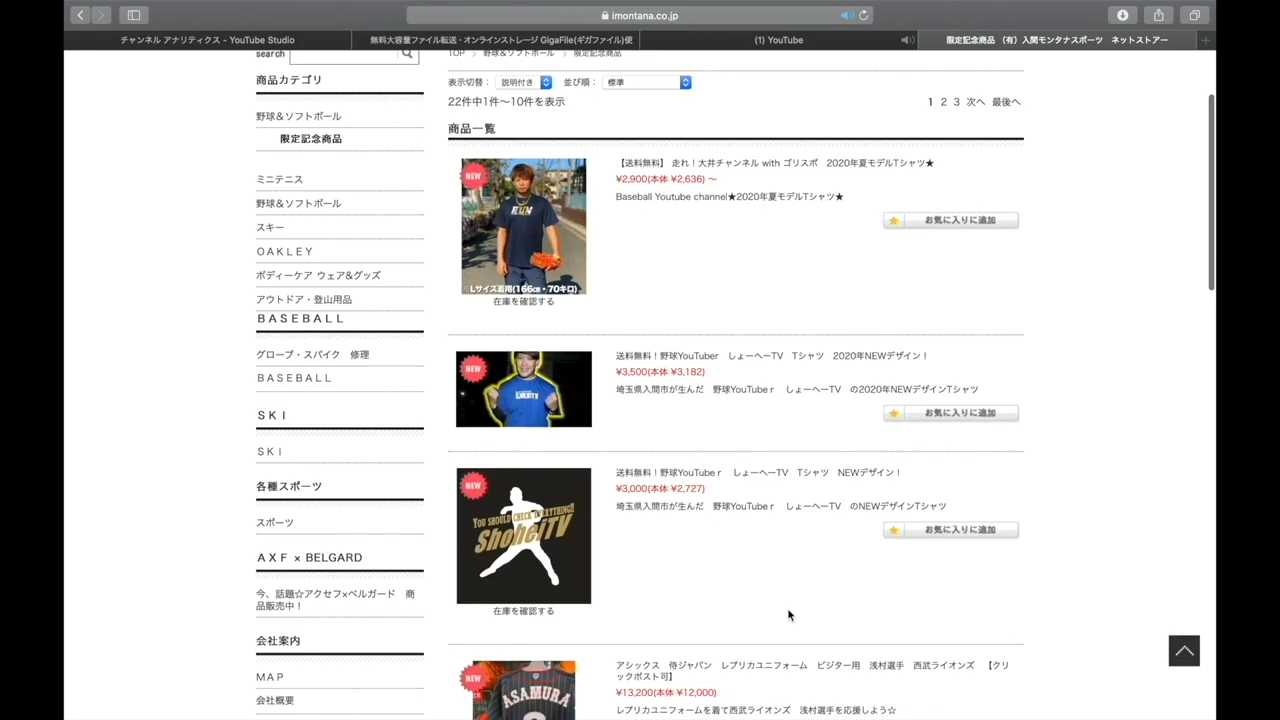 imontana.co.jp
チャンネル アナリティクス - YouTube Studio
無料大容量ファイル転送・オンラインストレージ GigaFile(ギガファイル)便
(1) YouTube
限定記念商品 （有）入間モンタナスポーツ ネットストアー
search
TOP > 野球&ソフトボール > 限定記念商品
商品カテゴリ
野球&ソフトボール
限定記念商品
ミニテニス
野球&ソフトボール
スキー
ＯＡＫＬＥＹ
ボディーケア ウェア&グッズ
アウトドア・登山用品
ＢＡＳＥＢＡＬＬ
グローブ・スパイク　修理
ＢＡＳＥＢＡＬＬ
ＳＫＩ
ＳＫＩ
各種スポーツ
スポーツ
ＡＸＦ × BELGARD
今、話題☆アクセフ×ベルガード　商
品販売中！
会社案内
ＭＡＰ
会社概要
表示切替： 説明付き 並び順： 標準
22件中1件～10件を表示
1 2 3 次へ 最後へ
商品一覧
NEW
Lサイズ着用(166㎝・70キロ)
在庫を確認する
【送料無料】 走れ！大井チャンネル with ゴリスポ　2020年夏モデルTシャツ★
¥2,900(本体 ¥2,636) ～
Baseball Youtube channel★2020年夏モデルTシャツ★
お気に入りに追加
NEW
送料無料！野球YouTuber　しょーへーTV　Tシャツ　2020年NEWデザイン！
¥3,500(本体 ¥3,182)
埼玉県入間市が生んだ　野球YouTubeｒ　しょーへーTV　の2020年NEWデザインTシャツ
お気に入りに追加
NEW
YOU SHOULD CHECK EVERYTHING!!
ShoheiTV
在庫を確認する
送料無料！野球YouTubeｒ　しょーへーTV　Tシャツ　NEWデザイン！
¥3,000(本体 ¥2,727)
埼玉県入間市が生んだ　野球YouTubeｒ　しょーへーTV　のNEWデザインTシャツ
お気に入りに追加
NEW
ASAMURA
アシックス　侍ジャパン　レプリカユニフォーム　ビジター用　浅村選手　西武ライオンズ　【クリ
ックポスト可】
¥13,200(本体 ¥12,000)
レプリカユニフォームを着て西武ライオンズ　浅村選手を応援しよう☆